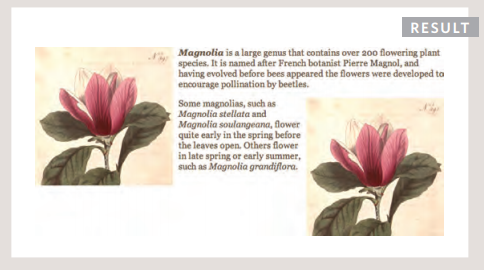 RESULT
Magnolia is a large genus that contains over 200 flowering plant
species. It is named after French botanist Pierre Magnol, and
having evolved before bees appeared the flowers were developed to
encourage pollination by beetles.
Some magnolias, such as
Magnolia stellata and
Magnolia soulangeana, flower
quite early in the spring before
the leaves open. Others flower
in late spring or early summer,
such as Magnolia grandiflora.